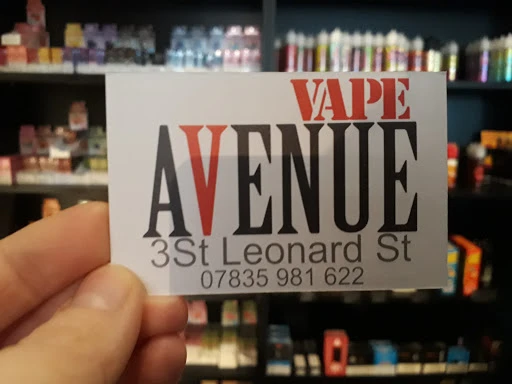 VAPE
AVENUE
3St Leonard St
07835 981 622